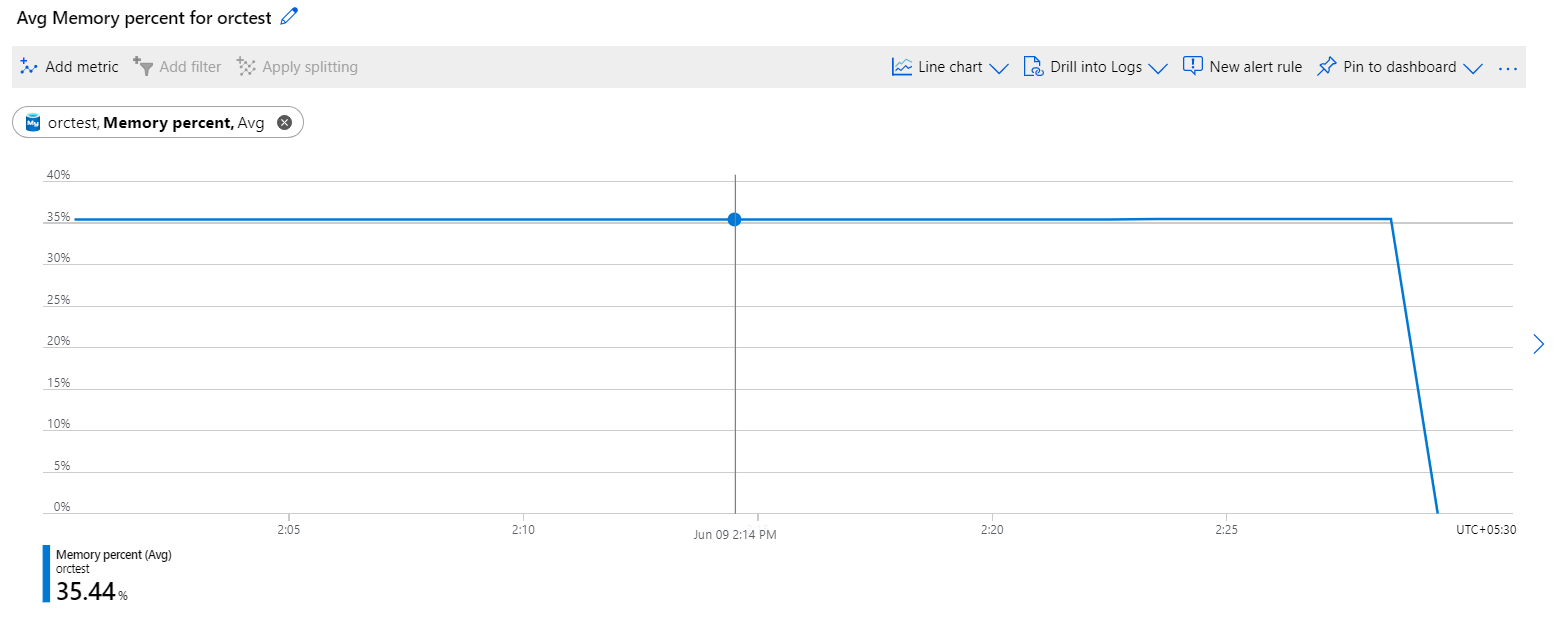 Avg Memory percent for orctest
Add metric Add filter Apply splitting Line chart Drill into Logs New alert rule Pin to dashboard ...
My orctest, Memory percent, Avg
40%
35%
30%
25%
20%
15%
10%
5%
0%
2:05 2:10 Jun 09 2:14 PM 2:20 2:25 UTC+05:30
Memory percent (Avg)
orctest
35.44 %